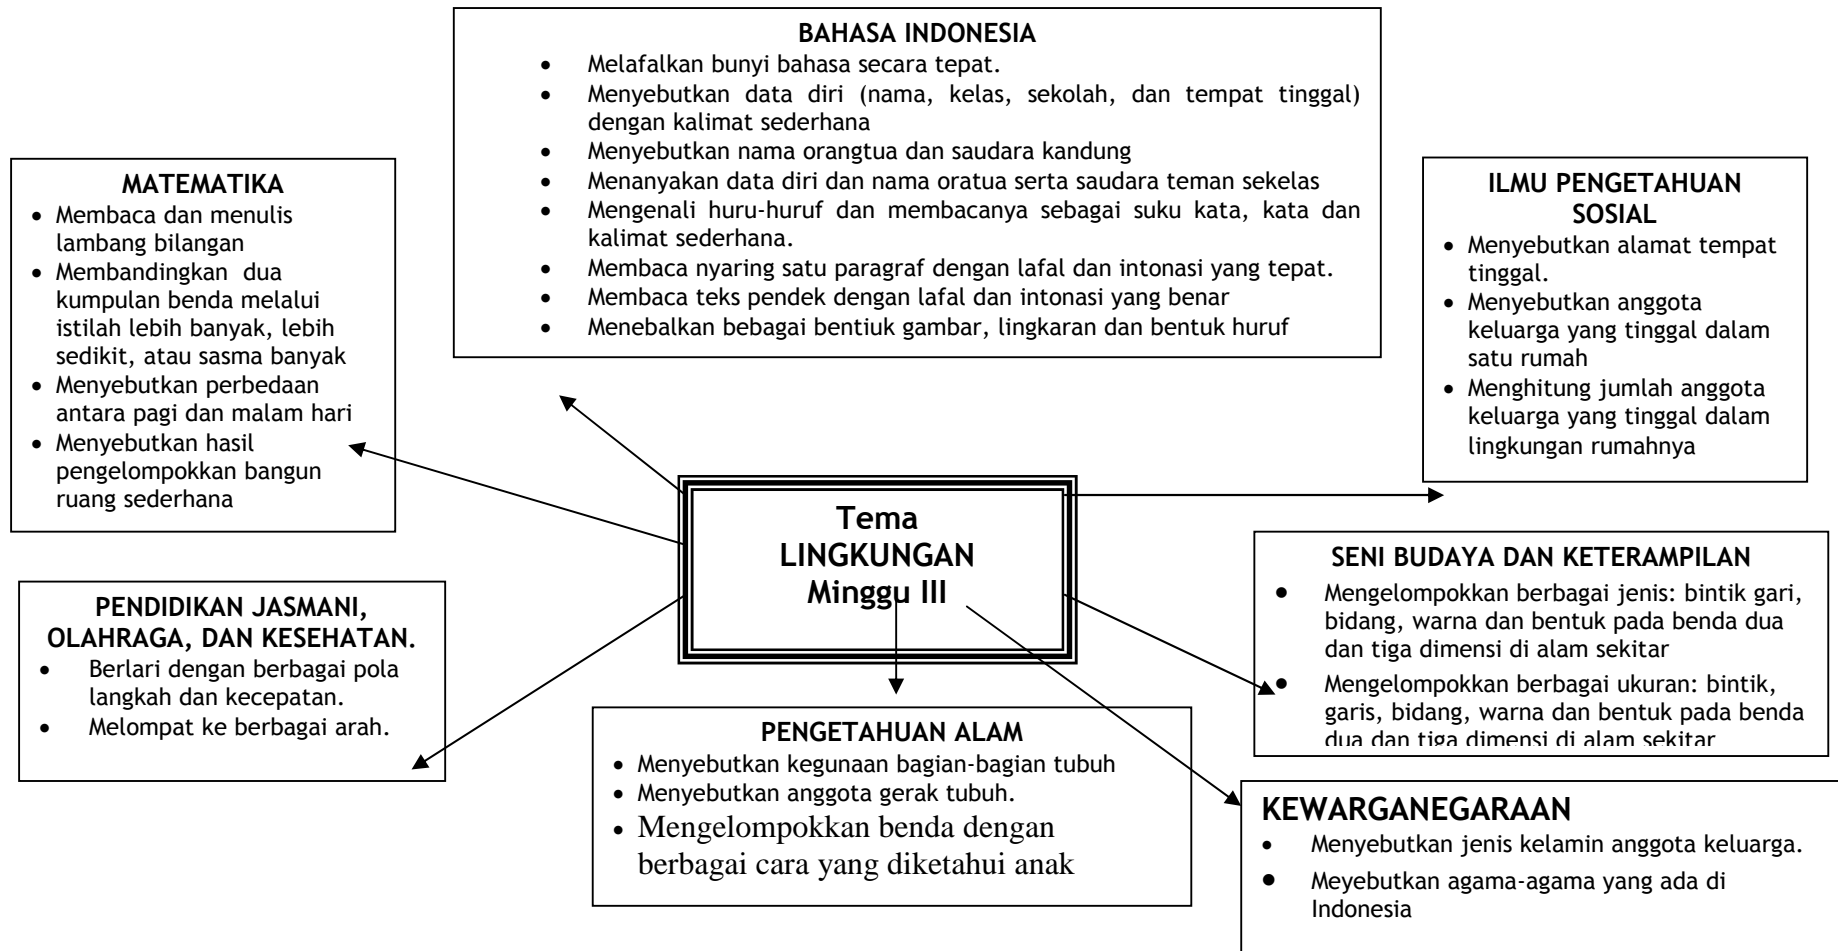 BAHASA INDONESIA
• Melafalkan bunyi bahasa secara tepat.
• Menyebutkan data diri (nama, kelas, sekolah, dan tempat tinggal)
dengan kalimat sederhana
• Menyebutkan nama orangtua dan saudara kandung
• Menanyakan data diri dan nama oratua serta saudara teman sekelas
• Mengenali huru-huruf dan membacanya sebagai suku kata, kata dan
kalimat sederhana.
• Membaca nyaring satu paragraf dengan lafal dan intonasi yang tepat.
• Membaca teks pendek dengan lafal dan intonasi yang benar
• Menebalkan bebagai bentiuk gambar, lingkaran dan bentuk huruf
MATEMATIKA
• Membaca dan menulis
lambang bilangan
• Membandingkan dua
kumpulan benda melalui
istilah lebih banyak, lebih
sedikit, atau sasma banyak
• Menyebutkan perbedaan
antara pagi dan malam hari
• Menyebutkan hasil
pengelompokkan bangun
ruang sederhana
ILMU PENGETAHUAN
SOSIAL
• Menyebutkan alamat tempat
tinggal.
• Menyebutkan anggota
keluarga yang tinggal dalam
satu rumah
• Menghitung jumlah anggota
keluarga yang tinggal dalam
lingkungan rumahnya
Tema
LINGKUNGAN
Minggu III
SENI BUDAYA DAN KETERAMPILAN
• Mengelompokkan berbagai jenis: bintik gari,
bidang, warna dan bentuk pada benda dua
dan tiga dimensi di alam sekitar
• Mengelompokkan berbagai ukuran: bintik,
garis, bidang, warna dan bentuk pada benda
dua dan tiga dimensi di alam sekitar
PENDIDIKAN JASMANI,
OLAHRAGA, DAN KESEHATAN.
• Berlari dengan berbagai pola
langkah dan kecepatan.
• Melompat ke berbagai arah.
PENGETAHUAN ALAM
• Menyebutkan kegunaan bagian-bagian tubuh
• Menyebutkan anggota gerak tubuh.
• Mengelompokkan benda dengan
berbagai cara yang diketahui anak
KEWARGANEGARAAN
• Menyebutkan jenis kelamin anggota keluarga.
• Meyebutkan agama-agama yang ada di
Indonesia